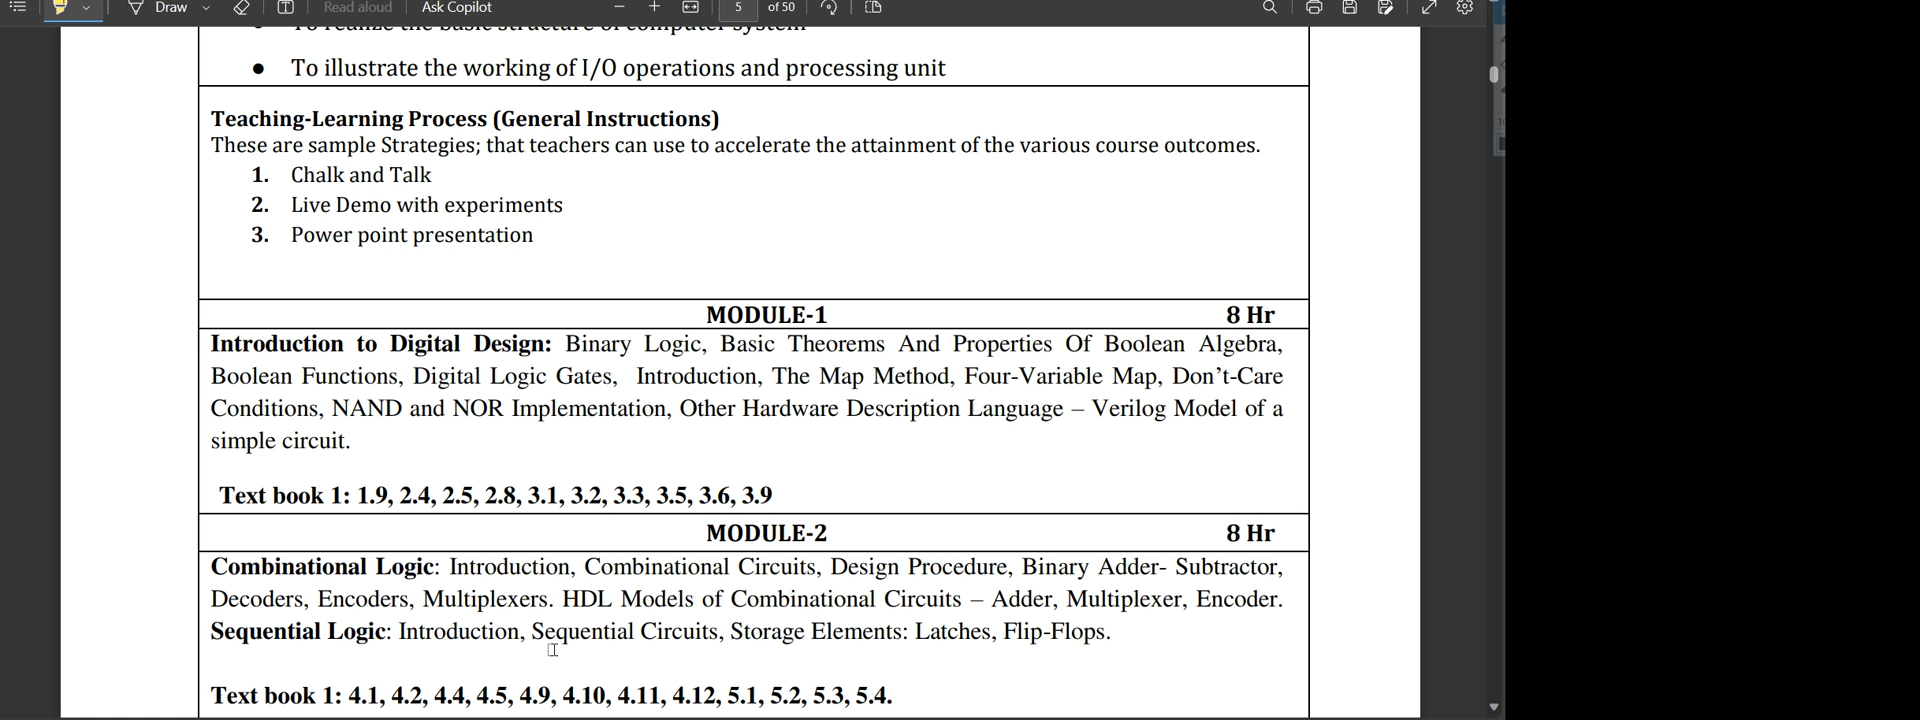 Draw
Read aloud
Ask Copilot
5
of 50
To realize the basic structure of computer system
● To illustrate the working of I/O operations and processing unit
Teaching-Learning Process (General Instructions)
These are sample Strategies; that teachers can use to accelerate the attainment of the various course outcomes.
1. Chalk and Talk
2. Live Demo with experiments
3. Power point presentation
MODULE-1 8 Hr
Introduction to Digital Design: Binary Logic, Basic Theorems And Properties Of Boolean Algebra,
Boolean Functions, Digital Logic Gates, Introduction, The Map Method, Four-Variable Map, Don’t-Care
Conditions, NAND and NOR Implementation, Other Hardware Description Language – Verilog Model of a
simple circuit.
Text book 1: 1.9, 2.4, 2.5, 2.8, 3.1, 3.2, 3.3, 3.5, 3.6, 3.9
MODULE-2 8 Hr
Combinational Logic: Introduction, Combinational Circuits, Design Procedure, Binary Adder- Subtractor,
Decoders, Encoders, Multiplexers. HDL Models of Combinational Circuits – Adder, Multiplexer, Encoder.
Sequential Logic: Introduction, Sequential Circuits, Storage Elements: Latches, Flip-Flops.
Text book 1: 4.1, 4.2, 4.4, 4.5, 4.9, 4.10, 4.11, 4.12, 5.1, 5.2, 5.3, 5.4.